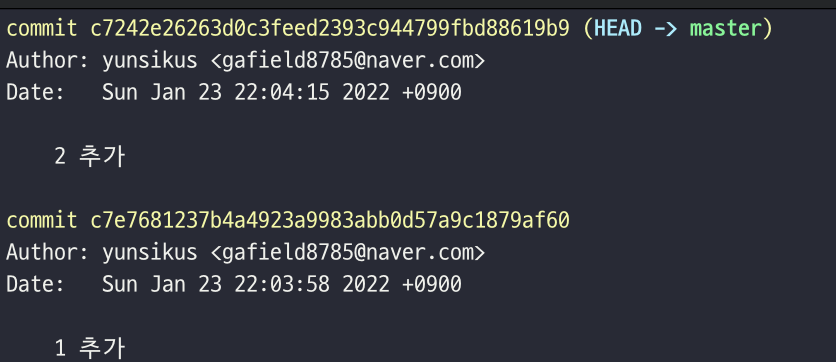 commit c7242e26263d0c3feed2393c944799fbd88619b9 (HEAD -> master)
Author: yunsikus <gafield8785@naver.com>
Date:   Sun Jan 23 22:04:15 2022 +0900
2 추가
commit c7e7681237b4a4923a9983abb0d57a9c1879af60
Author: yunsikus <gafield8785@naver.com>
Date:   Sun Jan 23 22:03:58 2022 +0900
1 추가